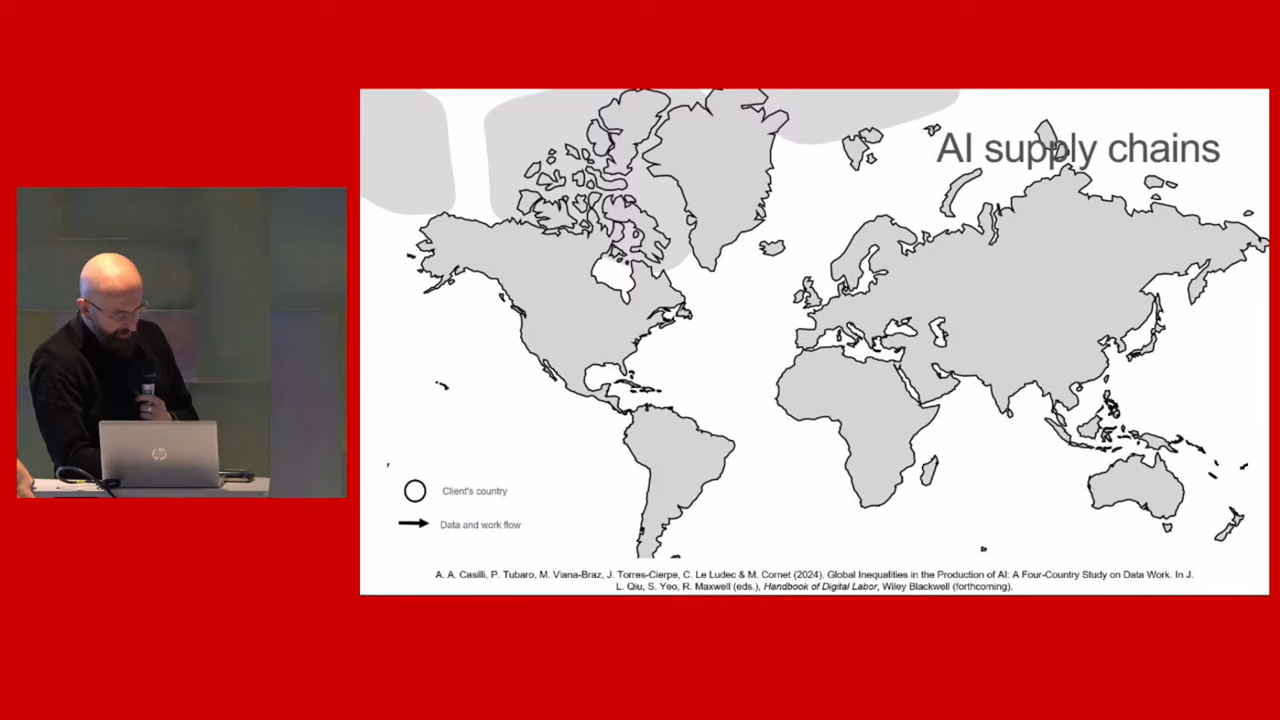 AI supply chains
hp
Client's country
Data and work flow
A. A. Casilli, P. Tubaro, M. Viana-Braz, J. Torres-Cierpe, C. Le Ludec & M. Cornet (2024). Global Inequalities in the Production of AI: A Four-Country Study on Data Work. In J.
L. Qiu, S. Yeo, R. Maxwell (eds.), Handbook of Digital Labor, Wiley Blackwell (forthcoming).